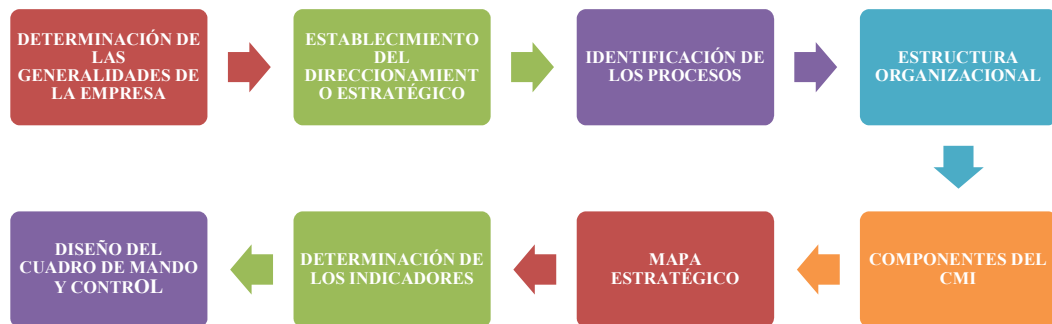 DETERMINACIÓN DE
LAS
GENERALIDADES DE
LA EMPRESA
ESTABLECIMIENTO
DEL
DIRECCIONAMIENT
O ESTRATÉGICO
IDENTIFICACIÓN DE
LOS PROCESOS
ESTRUCTURA
ORGANIZACIONAL
COMPONENTES DEL
CMI
MAPA
ESTRATÉGICO
DETERMINACIÓN DE
LOS INDICADORES
DISEÑO DEL
CUADRO DE MANDO
Y CONTROL